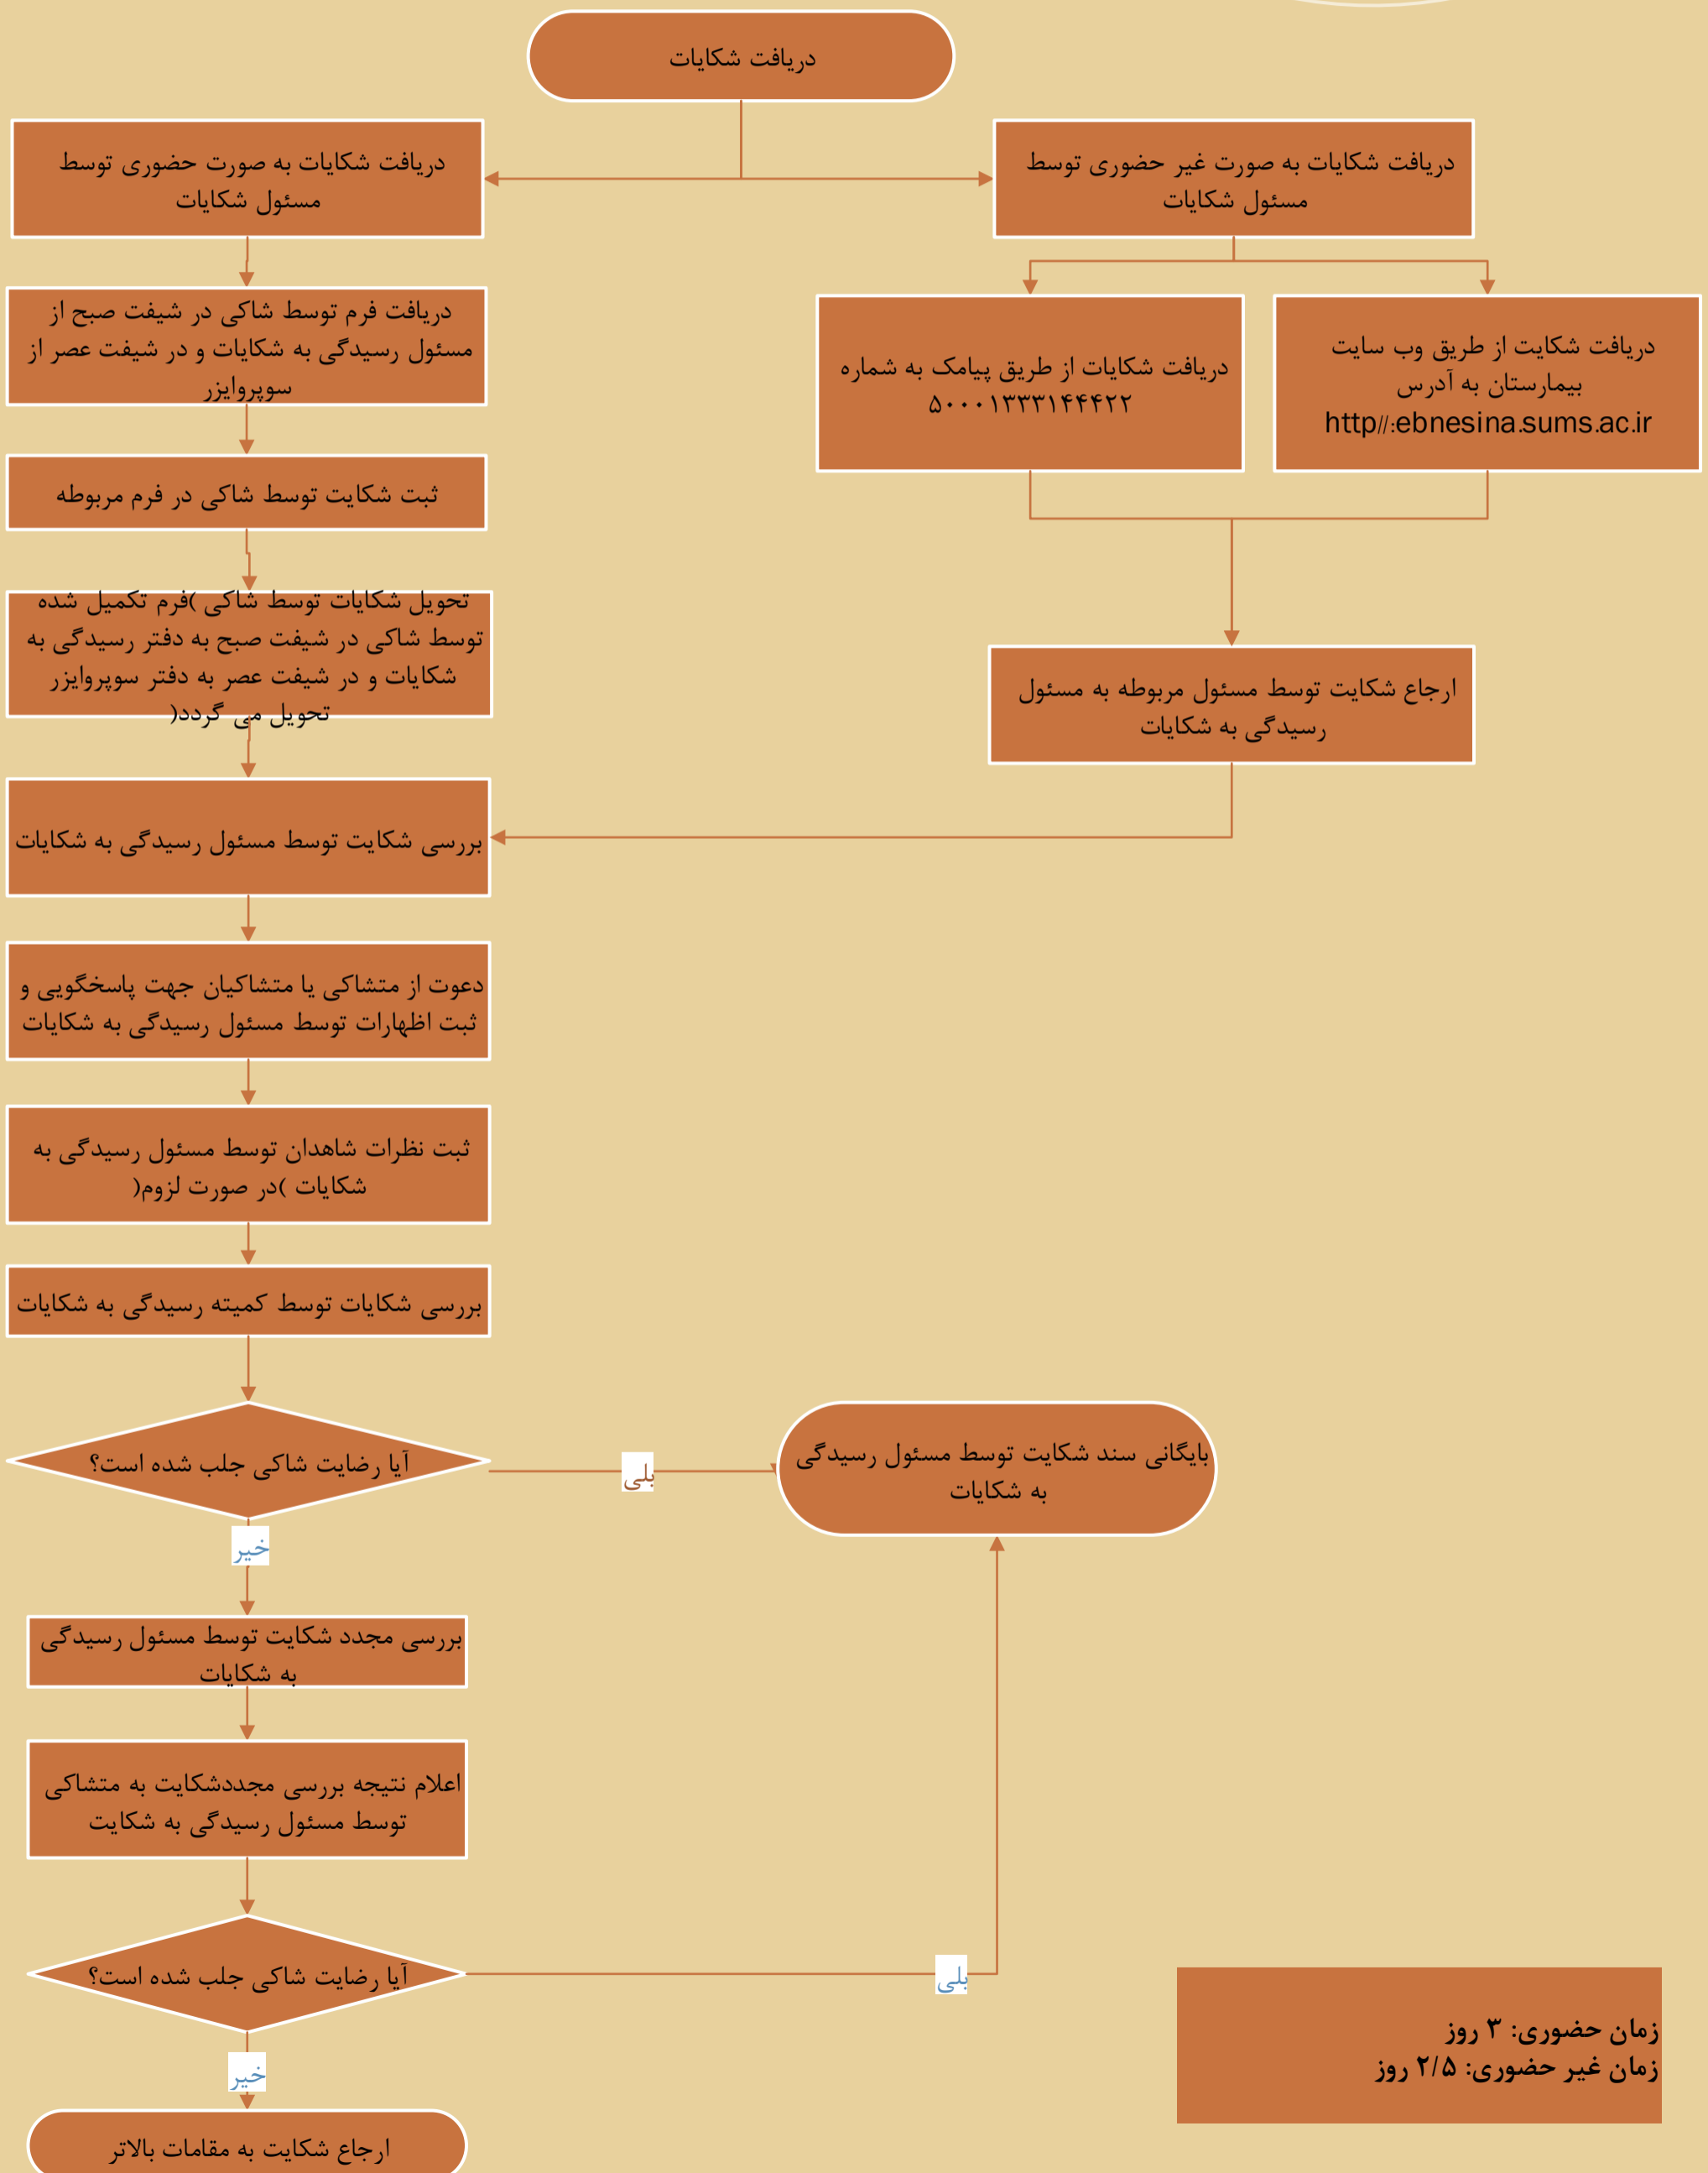 دریافت شکایات
دریافت شکایات به صورت غیر حضوری توسط
مسئول شکایات
دریافت شکایات به صورت حضوری توسط
مسئول شکایات
دریافت شکایت از طریق وب سایت
بیمارستان به آدرس
http//:ebnesina.sums.ac.ir
دریافت شکایات از طریق پیامک به شماره
۵۰۰۰۱۳۳۳۱۴۴۴۲۲
دریافت فرم توسط شاکی در شیفت صبح از
مسئول رسیدگی به شکایات و در شیفت عصر از
سوپروایزر
ثبت شکایت توسط شاکی در فرم مربوطه
تحویل شکایات توسط شاکی )فرم تکمیل شده
توسط شاکی در شیفت صبح به دفتر رسیدگی به
شکایات و در شیفت عصر به دفتر سوپروایزر
تحویل می گردد(
ارجاع شکایت توسط مسئول مربوطه به مسئول
رسیدگی به شکایات
بررسی شکایت توسط مسئول رسیدگی به شکایات
دعوت از متشاکی یا متشاکیان جهت پاسخگویی و
ثبت اظهارات توسط مسئول رسیدگی به شکایات
ثبت نظرات شاهدان توسط مسئول رسیدگی به
شکایات )در صورت لزوم(
بررسی شکایات توسط کمیته رسیدگی به شکایات
آیا رضایت شاکی جلب شده است؟
بلی
بایگانی سند شکایت توسط مسئول رسیدگی
به شکایات
خیر
بررسی مجدد شکایت توسط مسئول رسیدگی
به شکایات
اعلام نتیجه بررسی مجددشکایت به متشاکی
توسط مسئول رسیدگی به شکایت
آیا رضایت شاکی جلب شده است؟
بلی
خیر
ارجاع شکایت به مقامات بالاتر
زمان حضوری: ۳ روز
زمان غیر حضوری: ۲/۵ روز